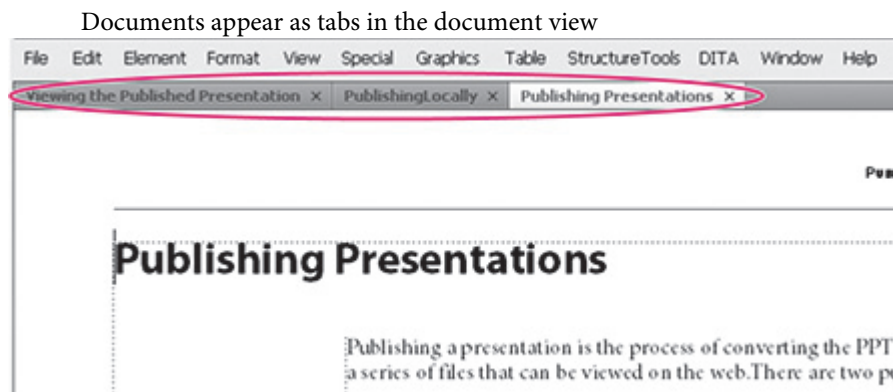 Documents appear as tabs in the document view
File Edit Element Format View Special Graphics Table StructureTools DITA Window Help
Viewing the Published Presentation × PublishingLocally × Publishing Presentations ×
Publishing Presentations
Publishing a presentation is the process of converting the PPT
a series of files that can be viewed on the web.There are two